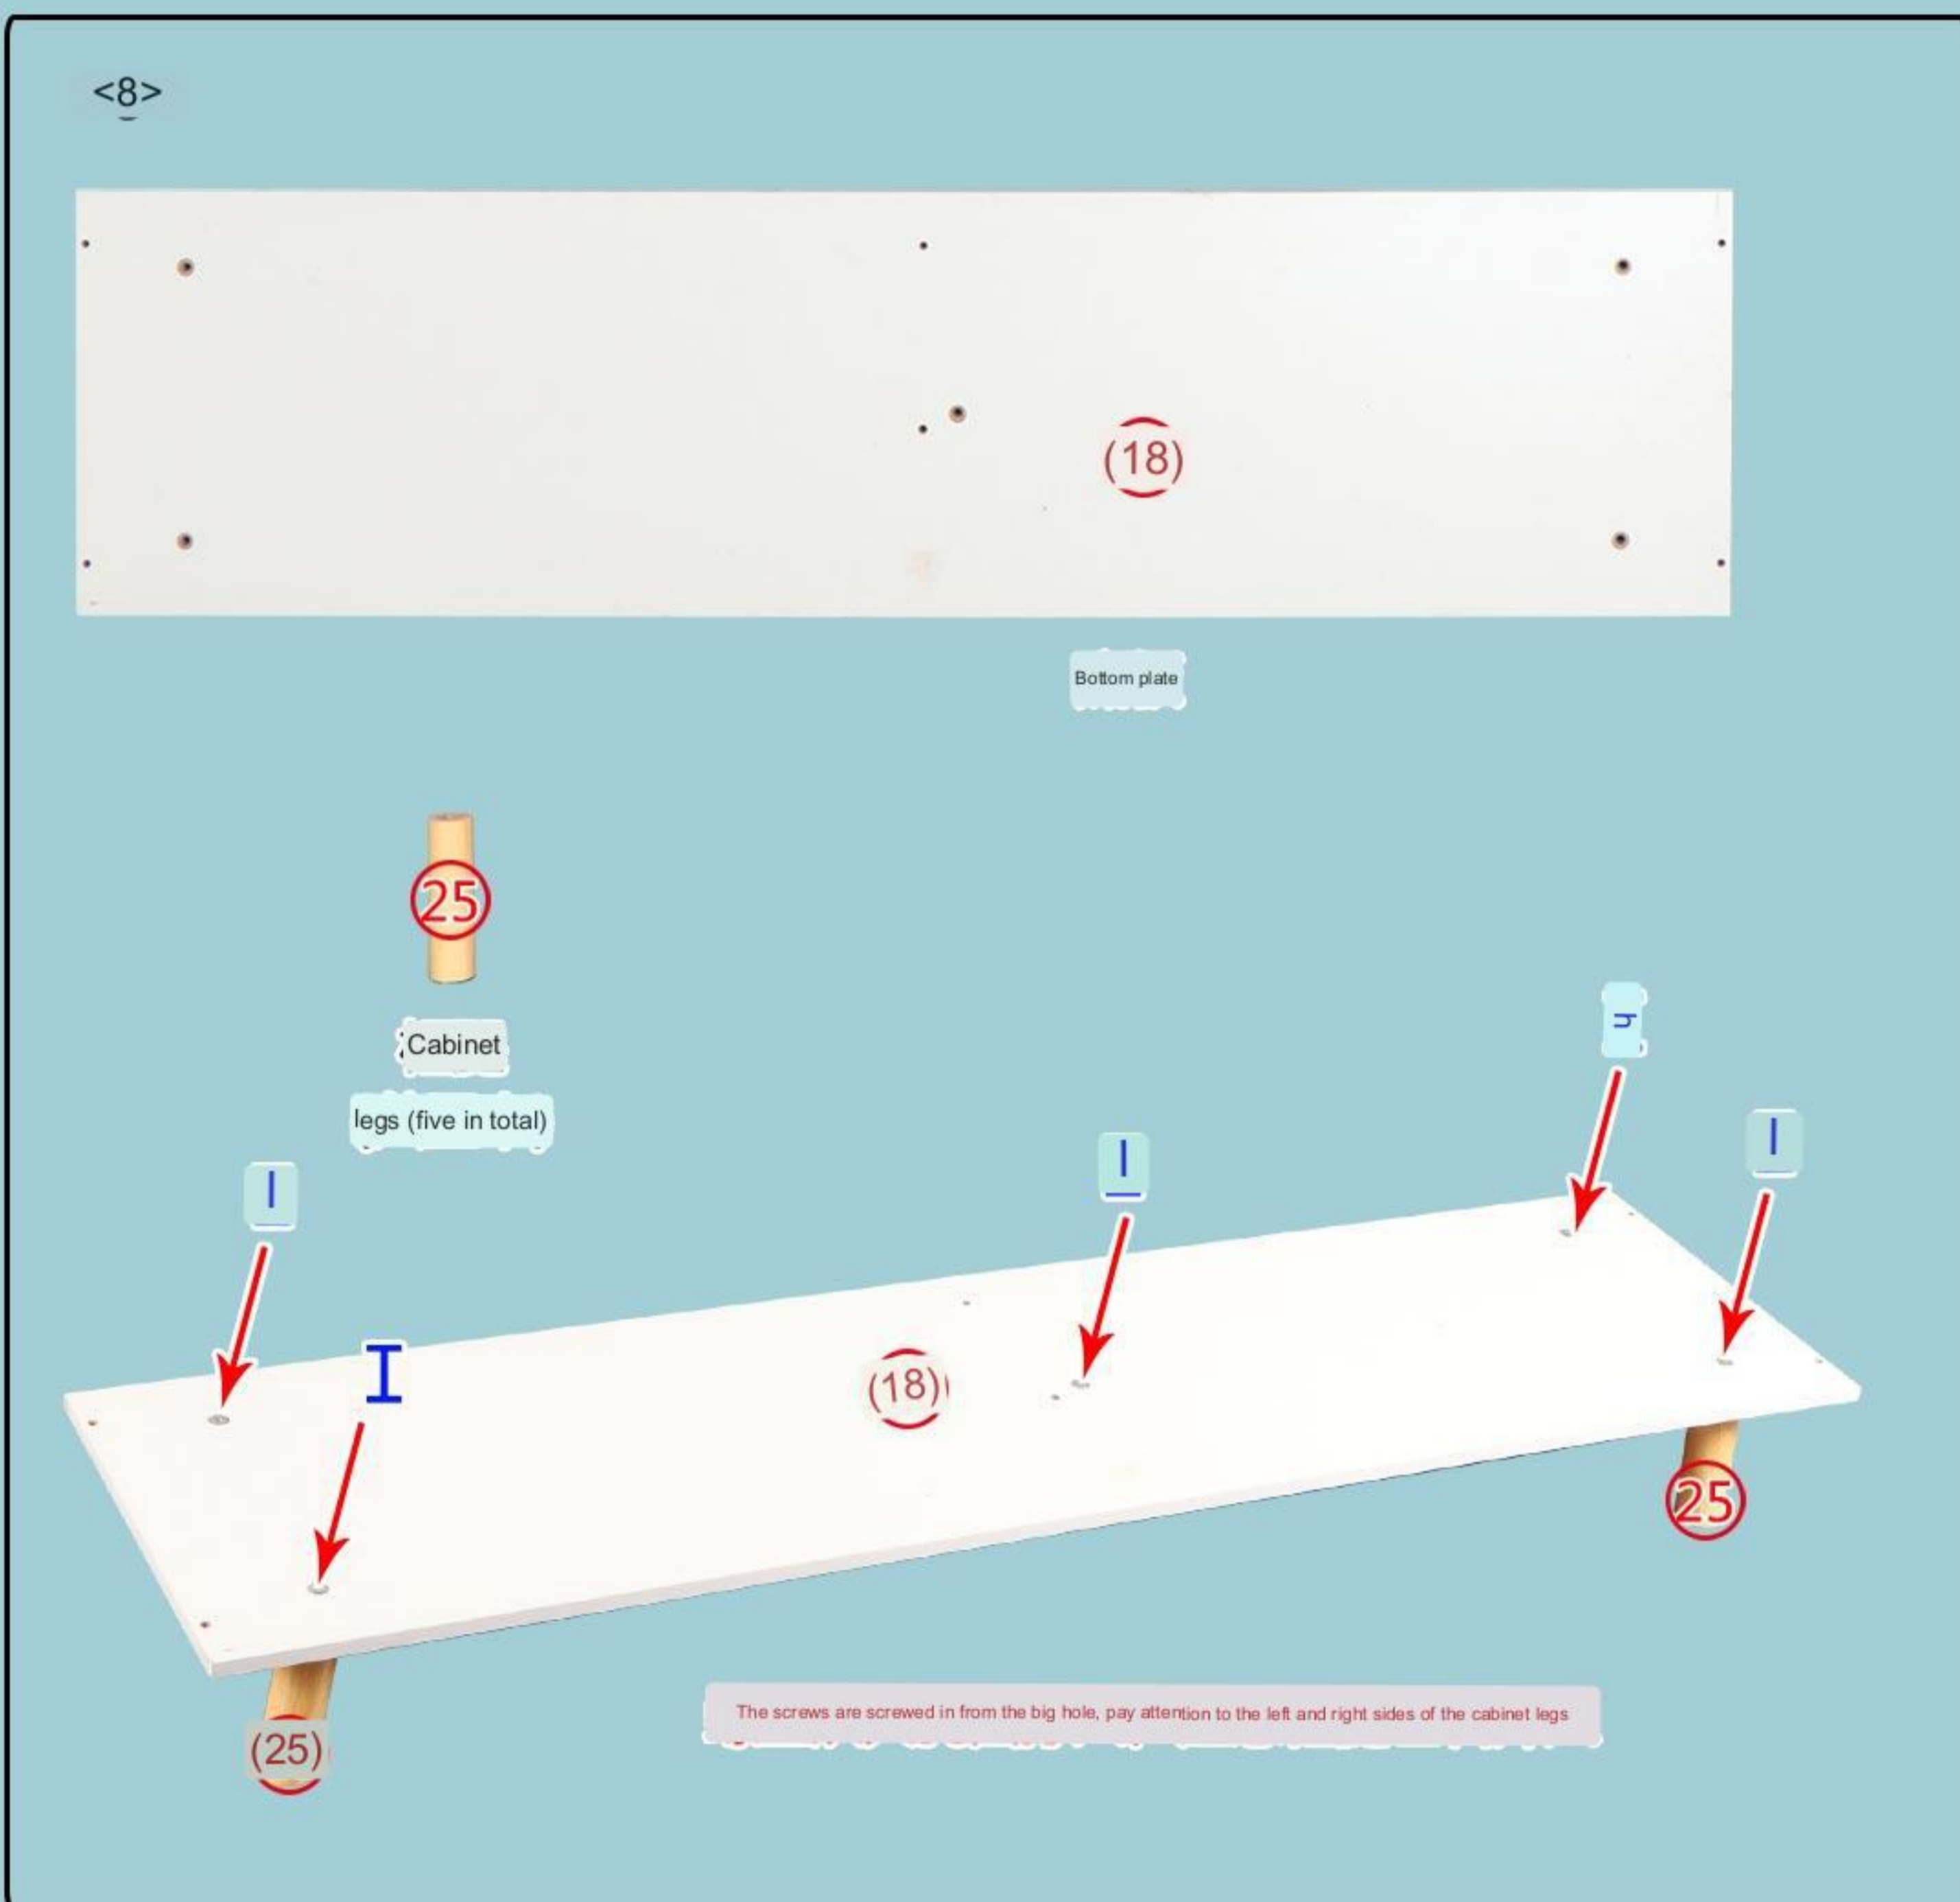 <8>
(18)
Bottom plate
25
Cabinet
legs (five in total)
h
I
I
I
I
(18)
25
The screws are screwed in from the big hole, pay attention to the left and right sides of the cabinet legs
(25)